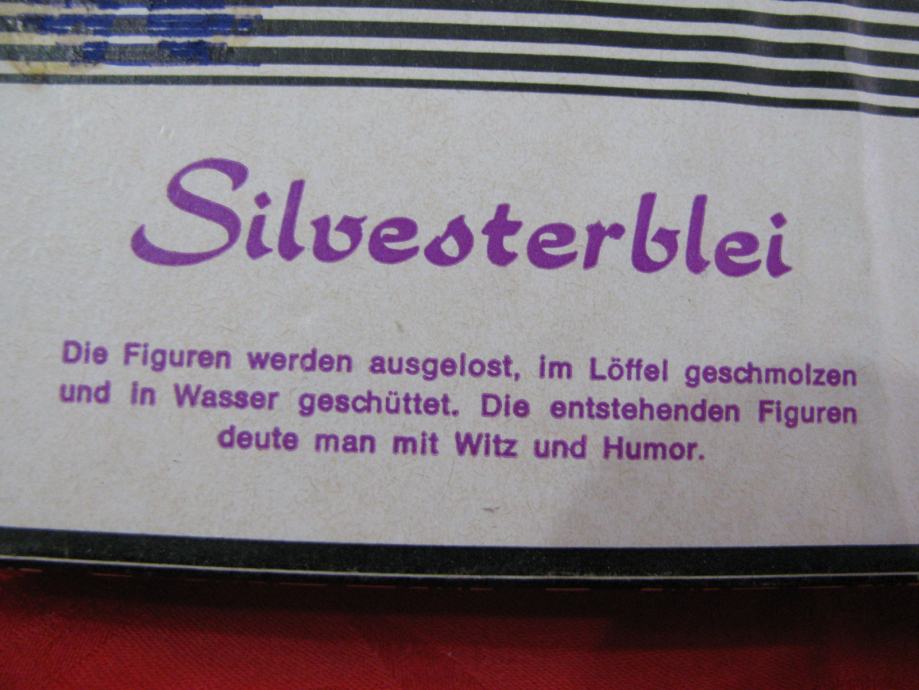 Silvesterblei
Die Figuren werden ausgelost, im Löffel geschmolzen
und in Wasser geschüttet. Die entstehenden Figuren
deute man mit Witz und Humor.